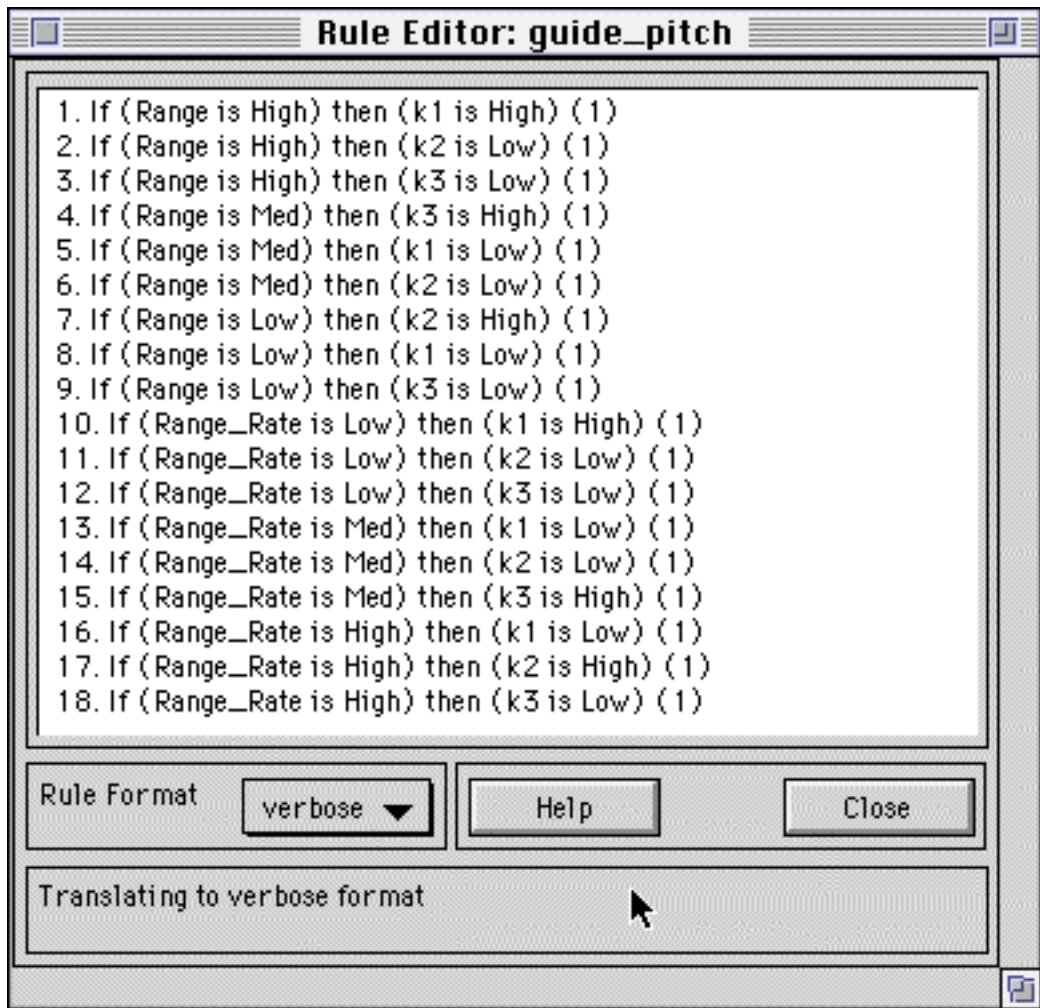 Rule Editor: guide_pitch
1. If (Range is High) then (k1 is High) (1)
2. If (Range is High) then (k2 is Low) (1)
3. If (Range is High) then (k3 is Low) (1)
4. If (Range is Med) then (k3 is High) (1)
5. If (Range is Med) then (k1 is Low) (1)
6. If (Range is Med) then (k2 is Low) (1)
7. If (Range is Low) then (k2 is High) (1)
8. If (Range is Low) then (k1 is Low) (1)
9. If (Range is Low) then (k3 is Low) (1)
10. If (Range_Rate is Low) then (k1 is High) (1)
11. If (Range_Rate is Low) then (k2 is Low) (1)
12. If (Range_Rate is Low) then (k3 is Low) (1)
13. If (Range_Rate is Med) then (k1 is Low) (1)
14. If (Range_Rate is Med) then (k2 is Low) (1)
15. If (Range_Rate is Med) then (k3 is High) (1)
16. If (Range_Rate is High) then (k1 is Low) (1)
17. If (Range_Rate is High) then (k2 is High) (1)
18. If (Range_Rate is High) then (k3 is Low) (1)
Rule Format verbose Help Close
Translating to verbose format